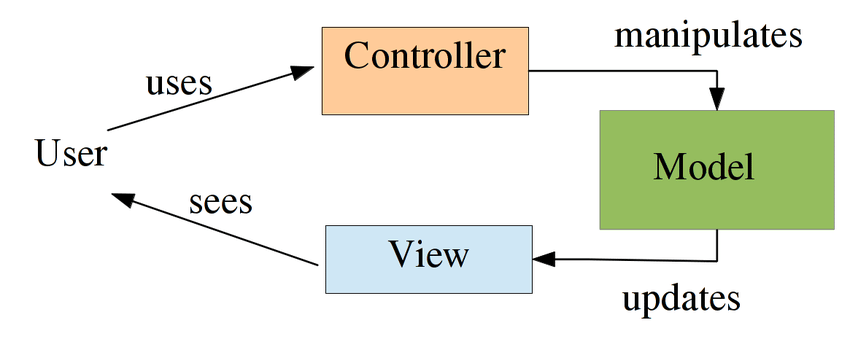 manipulates
Controller
uses
User
Model
sees
View
updates